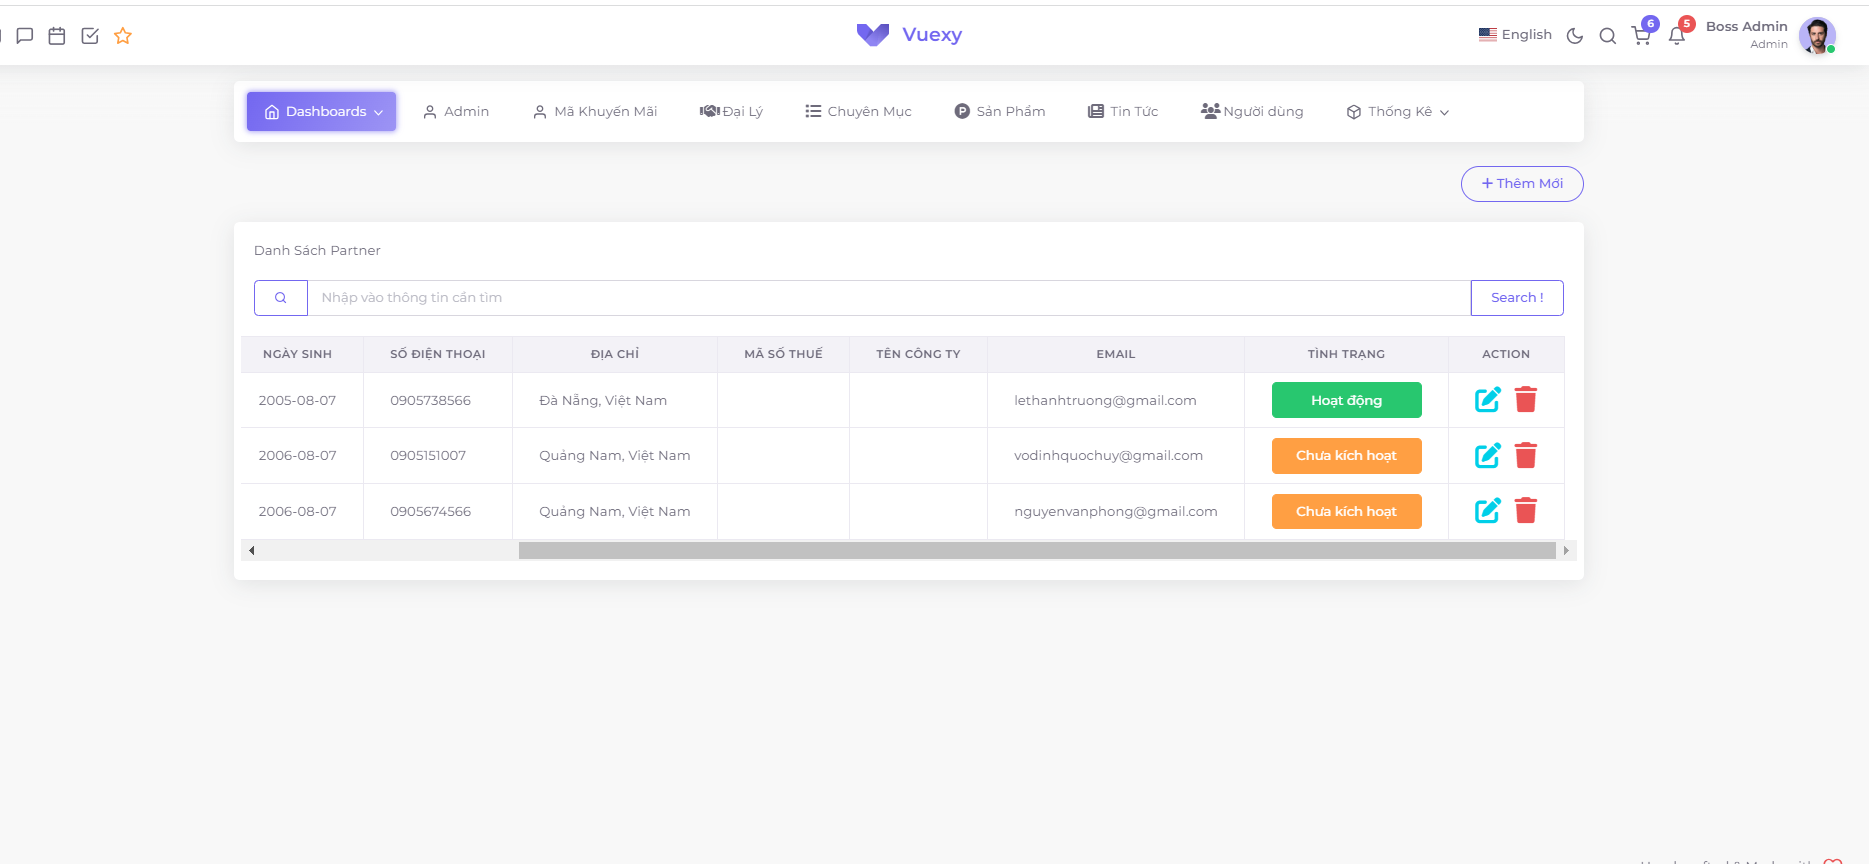 Vuexy
English
6
5
Boss Admin
Admin
Dashboards
Admin
Mã Khuyến Mãi
Đại Lý
Chuyên Mục
Sản Phẩm
Tin Tức
Người dùng
Thống Kê
+ Thêm Mới
Danh Sách Partner
Nhập vào thông tin cần tìm
Search !
NGÀY SINH SỐ ĐIỆN THOẠI ĐỊA CHỈ MÃ SỐ THUẾ TÊN CÔNG TY EMAIL TÌNH TRẠNG ACTION
2005-08-07 0905738566 Đà Nẵng, Việt Nam lethanhtruong@gmail.com Hoạt động
2006-08-07 0905151007 Quảng Nam, Việt Nam vodinhquochuy@gmail.com Chưa kích hoạt
2006-08-07 0905674566 Quảng Nam, Việt Nam nguyenvanphong@gmail.com Chưa kích hoạt